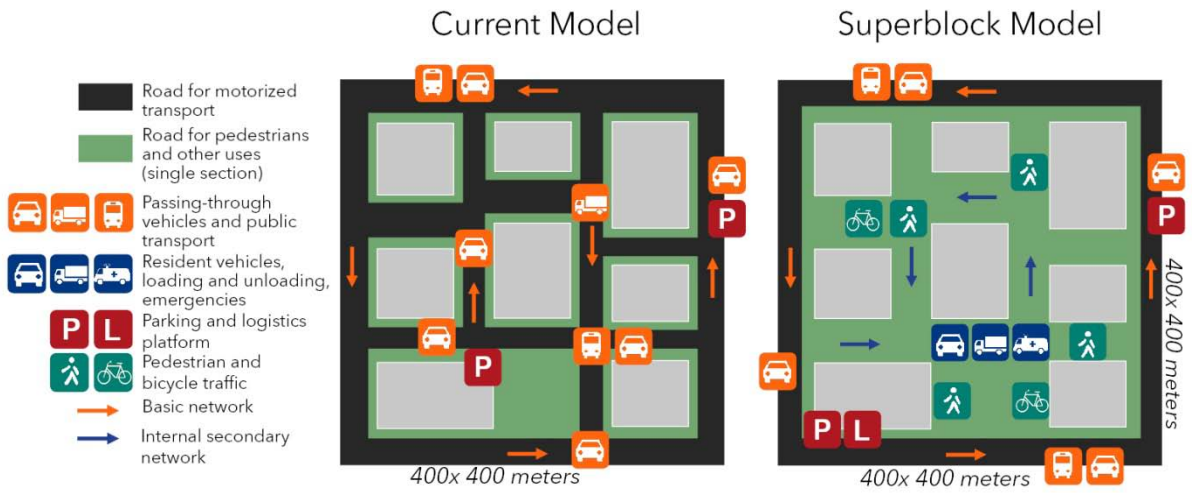 Current Model
Superblock Model
Road for motorized
transport
Road for pedestrians
and other uses
(single section)
Passing-through
vehicles and public
transport
Resident vehicles,
loading and unloading,
emergencies
P L
Parking and logistics
platform
Pedestrian and
bicycle traffic
Basic network
Internal secondary
network
P
P
400x 400 meters
P
P L
400x 400 meters
400x 400 meters